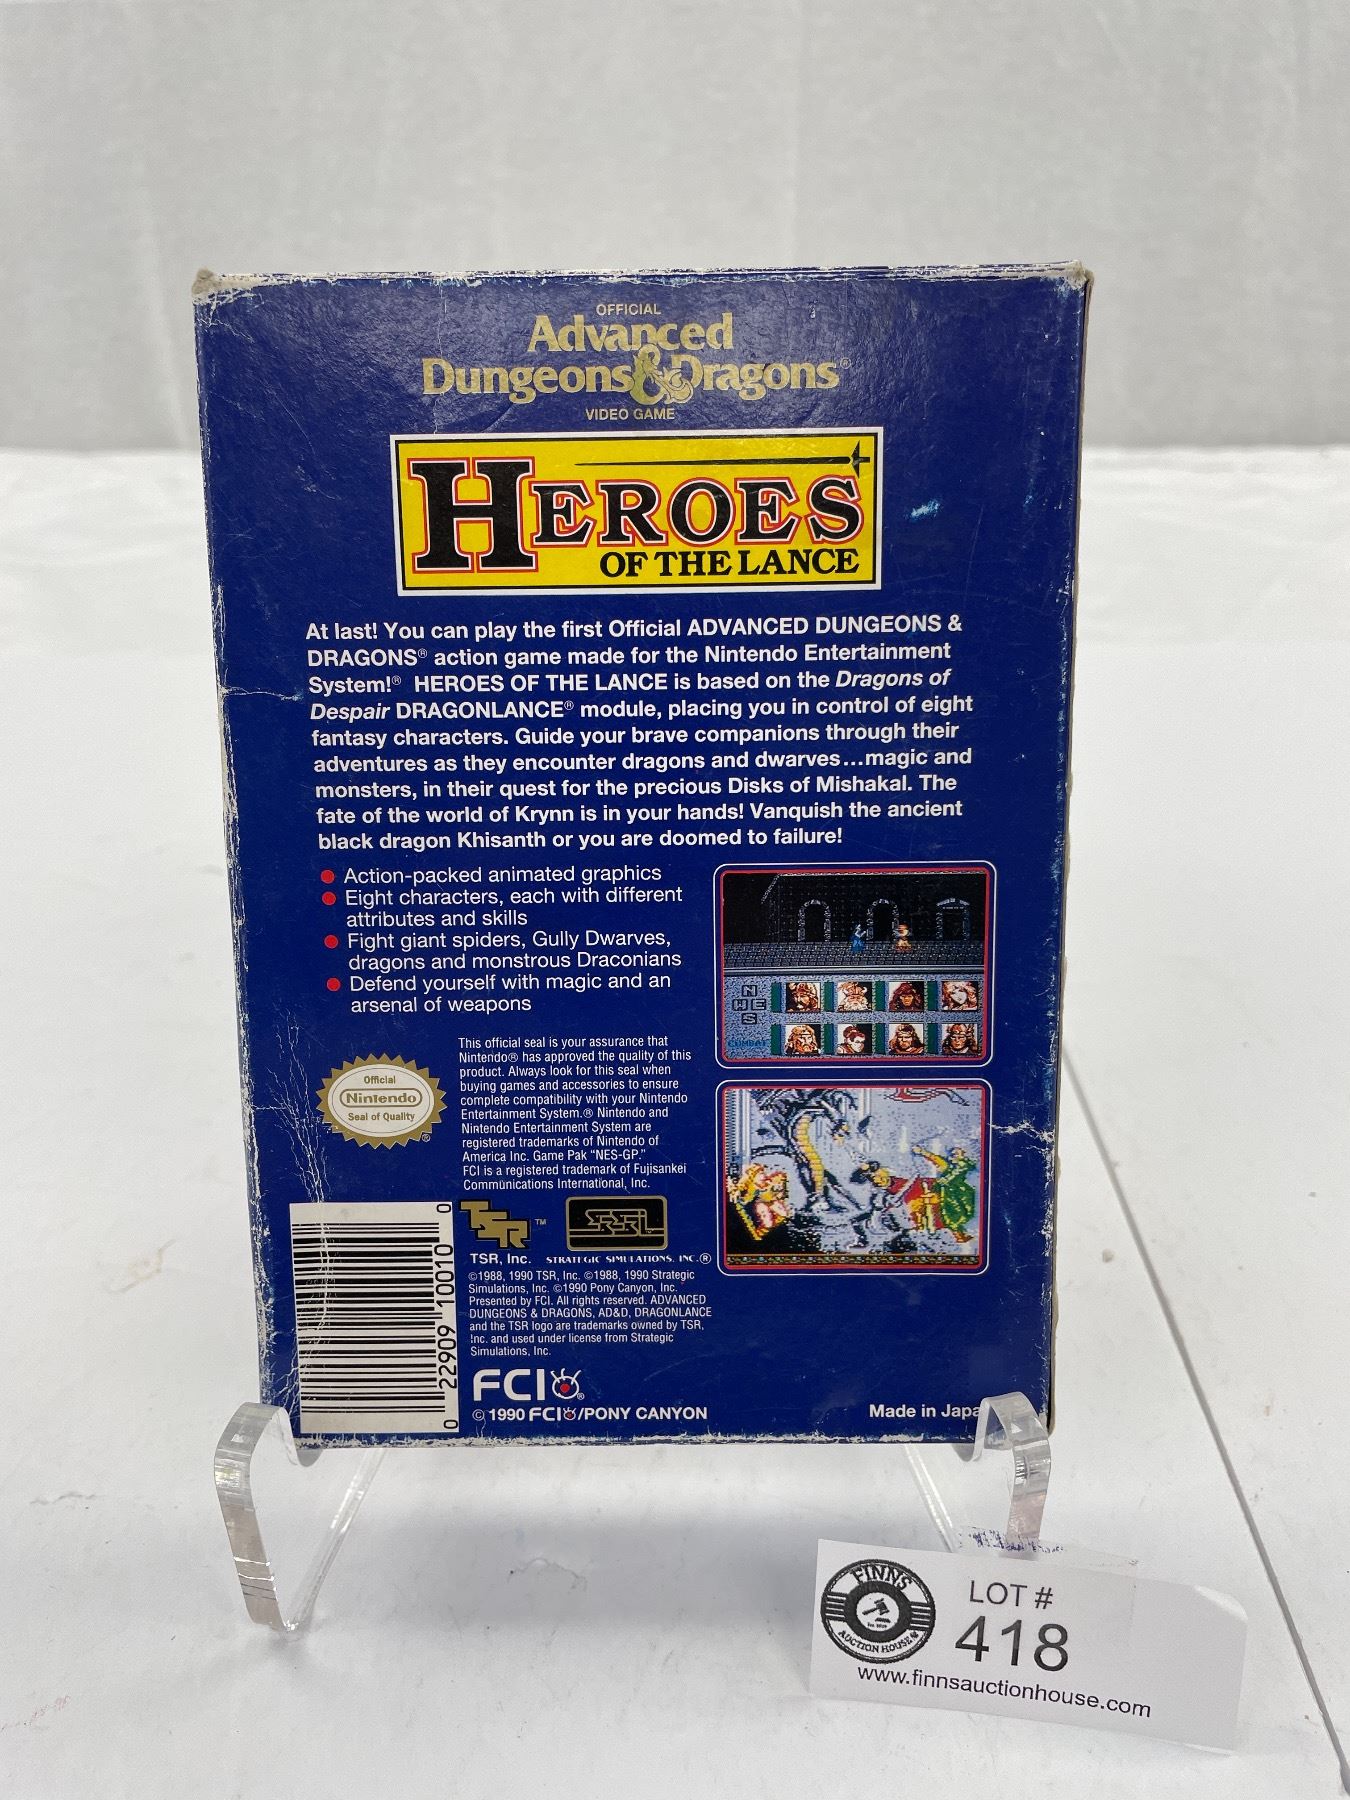 OFFICIAL
Advanced
Dungeons & Dragons®
VIDEO GAME
HEROES
OF THE LANCE
At last! You can play the first Official ADVANCED DUNGEONS &
DRAGONS® action game made for the Nintendo Entertainment
System!® HEROES OF THE LANCE is based on the Dragons of
Despair DRAGONLANCE® module, placing you in control of eight
fantasy characters. Guide your brave companions through their
adventures as they encounter dragons and dwarves...magic and
monsters, in their quest for the precious Disks of Mishakal. The
fate of the world of Krynn is in your hands! Vanquish the ancient
black dragon Khisanth or you are doomed to failure!
● Action-packed animated graphics
● Eight characters, each with different
attributes and skills
● Fight giant spiders, Gully Dwarves,
dragons and monstrous Draconians
● Defend yourself with magic and an
arsenal of weapons
N
W E
S
COMBAT
This official seal is your assurance that
Nintendo® has approved the quality of this
product. Always look for this seal when
buying games and accessories to ensure
complete compatibility with your Nintendo
Entertainment System.® Nintendo and
Nintendo Entertainment System are
registered trademarks of Nintendo of
America Inc. Game Pak "NES-GP."
FCI is a registered trademark of Fujisankei
Communications International, Inc.
Official
Nintendo
Seal of Quality
®
TSR™
SSI
TSR, Inc. STRATEGIC SIMULATIONS, INC.®
©1988, 1990 TSR, Inc. ©1988, 1990 Strategic
Simulations, Inc. ©1990 Pony Canyon, Inc.
Presented by FCI. All rights reserved. ADVANCED
DUNGEONS & DRAGONS, AD&D, DRAGONLANCE
and the TSR logo are trademarks owned by TSR,
Inc. and used under license from Strategic
Simulations, Inc.
0 22909 10010 0
FCI®
© 1990 FCI/PONY CANYON
Made in Japa
FINNS
AUCTION HOUSE
LOT #
418
www.finnsauctionhouse.com